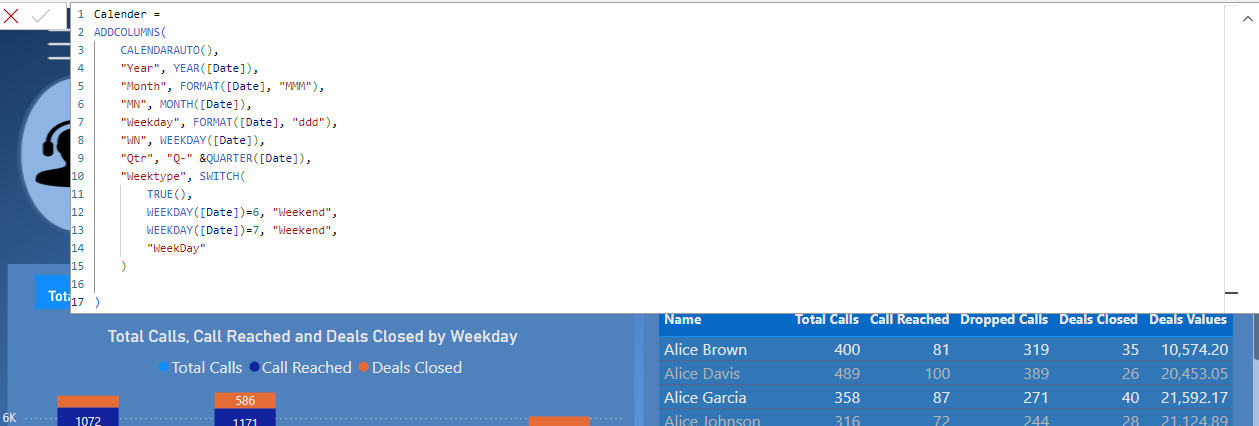 1 Calender =
2 ADDCOLUMNS(
3 CALENDARAUTO(),
4 "Year", YEAR([Date]),
5 "Month", FORMAT([Date], "MMM"),
6 "MN", MONTH([Date]),
7 "Weekday", FORMAT([Date], "ddd"),
8 "WN", WEEKDAY([Date]),
9 "Qtr", "Q-" &QUARTER([Date]),
10 "Weektype", SWITCH(
11 TRUE(),
12 WEEKDAY([Date])=6, "Weekend",
13 WEEKDAY([Date])=7, "Weekend",
14 "WeekDay"
15 )
16
17 )
Total Calls, Call Reached and Deals Closed by Weekday
Total Calls Call Reached Deals Closed
6K
1072
586
1171
Name Total Calls Call Reached Dropped Calls Deals Closed Deals Values
Alice Brown 400 81 319 35 10,574.20
Alice Davis 489 100 389 26 20,453.05
Alice Garcia 358 87 271 40 21,592.17
Alice Johnson 316 72 244 28 21,124.89